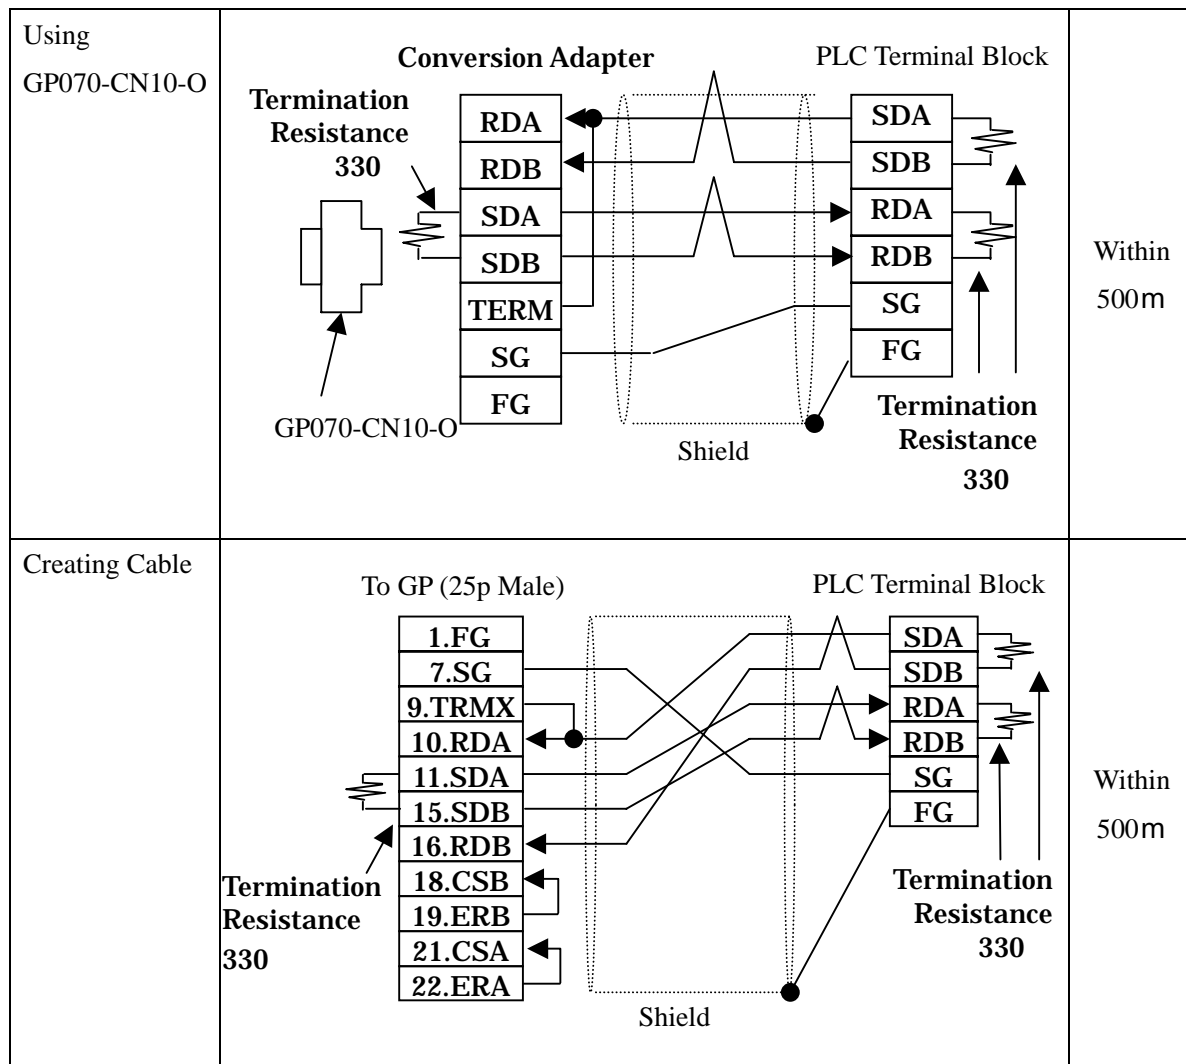 Using
GP070-CN10-O
Conversion Adapter
PLC Terminal Block
Termination
Resistance
330
RDA
RDB
SDA
SDB
TERM
SG
FG
SDA
SDB
RDA
RDB
SG
FG
GP070-CN10-O
Shield
Termination
Resistance
330
Within
500m
Creating Cable
To GP (25p Male)
PLC Terminal Block
1.FG
7.SG
9.TRMX
10.RDA
11.SDA
15.SDB
16.RDB
18.CSB
19.ERB
21.CSA
22.ERA
Termination
Resistance
330
SDA
SDB
RDA
RDB
SG
FG
Termination
Resistance
330
Shield
Within
500m